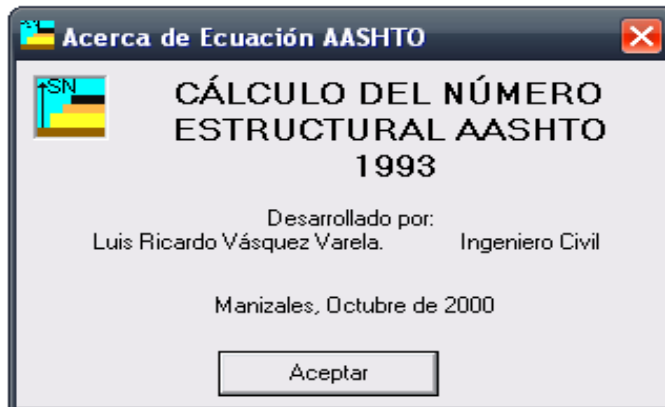 Acerca de Ecuación AASHTO
SN
CÁLCULO DEL NÚMERO
ESTRUCTURAL AASHTO
1993
Desarrollado por:
Luis Ricardo Vásquez Varela. Ingeniero Civil
Manizales, Octubre de 2000
Aceptar